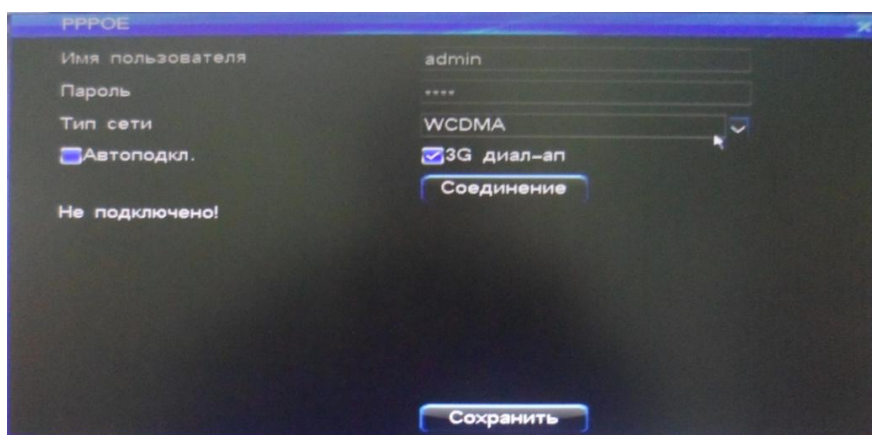 PPPOE
Имя пользователя admin
Пароль ****
Тип сети WCDMA
Автоподкл. 3G диал-ап
Соединение
Не подключено!
Сохранить